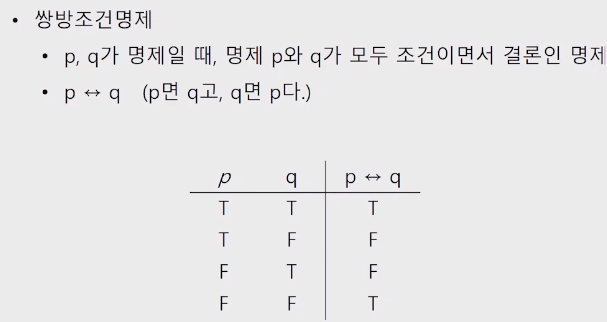 • 쌍방조건명제
• p, q가 명제일 때, 명제 p와 q가 모두 조건이면서 결론인 명제
• p ↔ q (p면 q고, q면 p다.)
p q p ↔ q
T T T
T F F
F T F
F F T